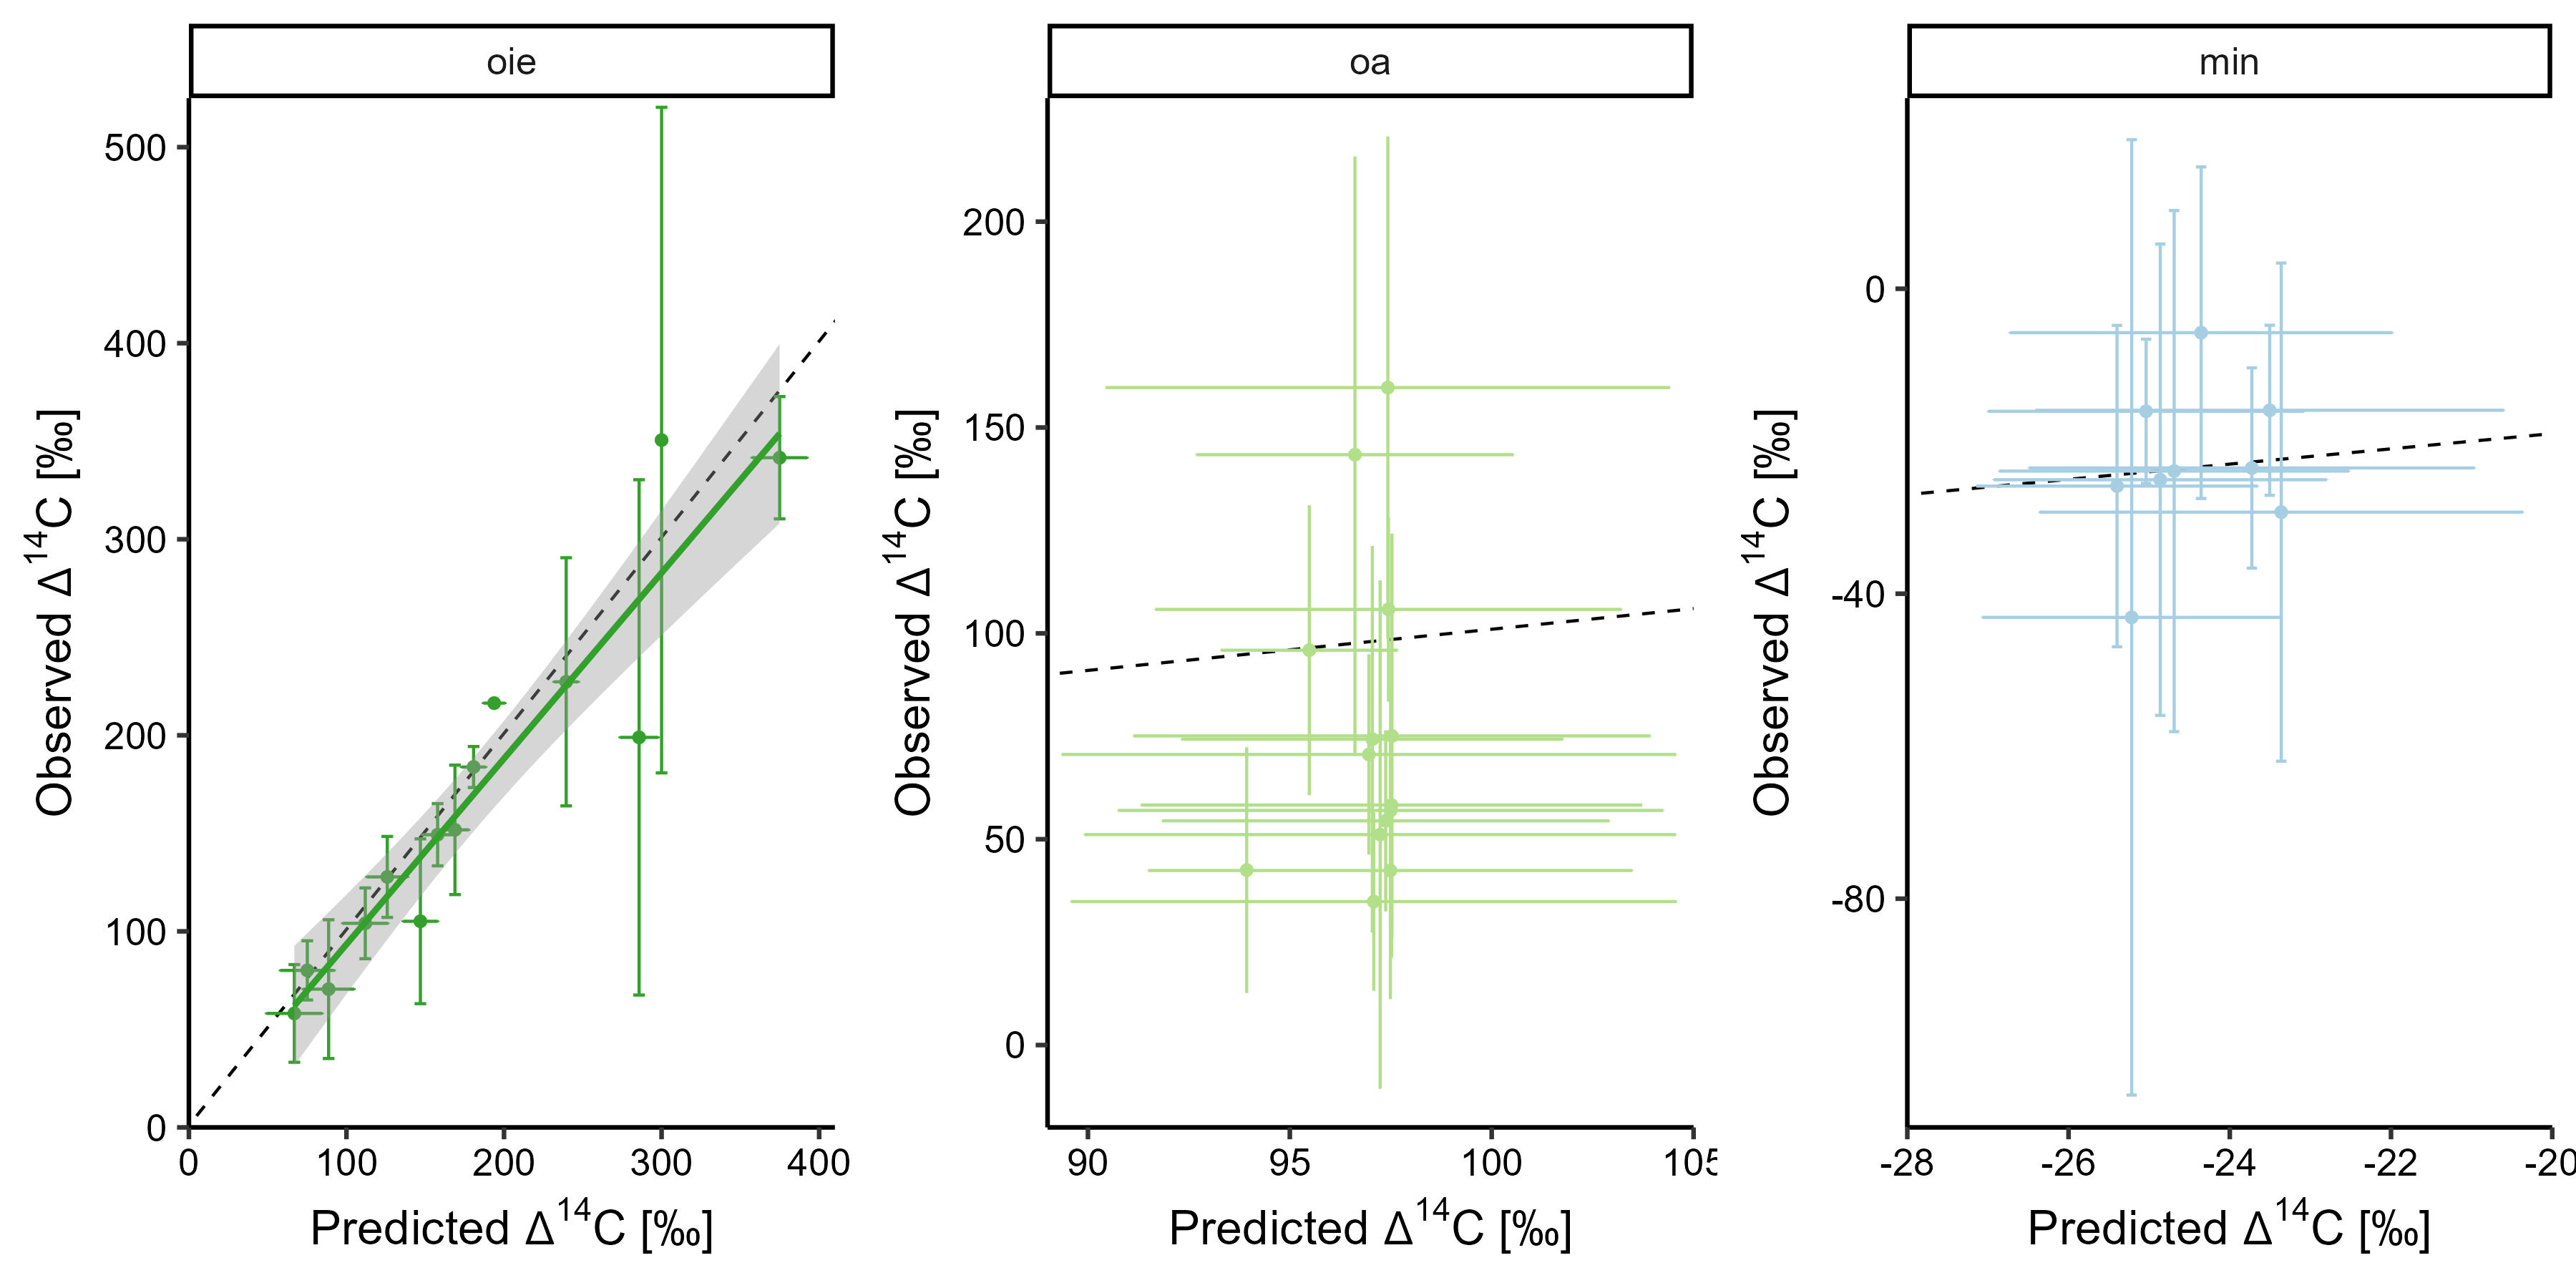 oie
oa
min
500
400
300
200
100
0
200
150
100
50
0
0
-40
-80
0 100 200 300 400
90 95 100 105
-28 -26 -24 -22 -20
Observed Δ¹⁴C [‰]
Observed Δ¹⁴C [‰]
Observed Δ¹⁴C [‰]
Predicted Δ¹⁴C [‰]
Predicted Δ¹⁴C [‰]
Predicted Δ¹⁴C [‰]